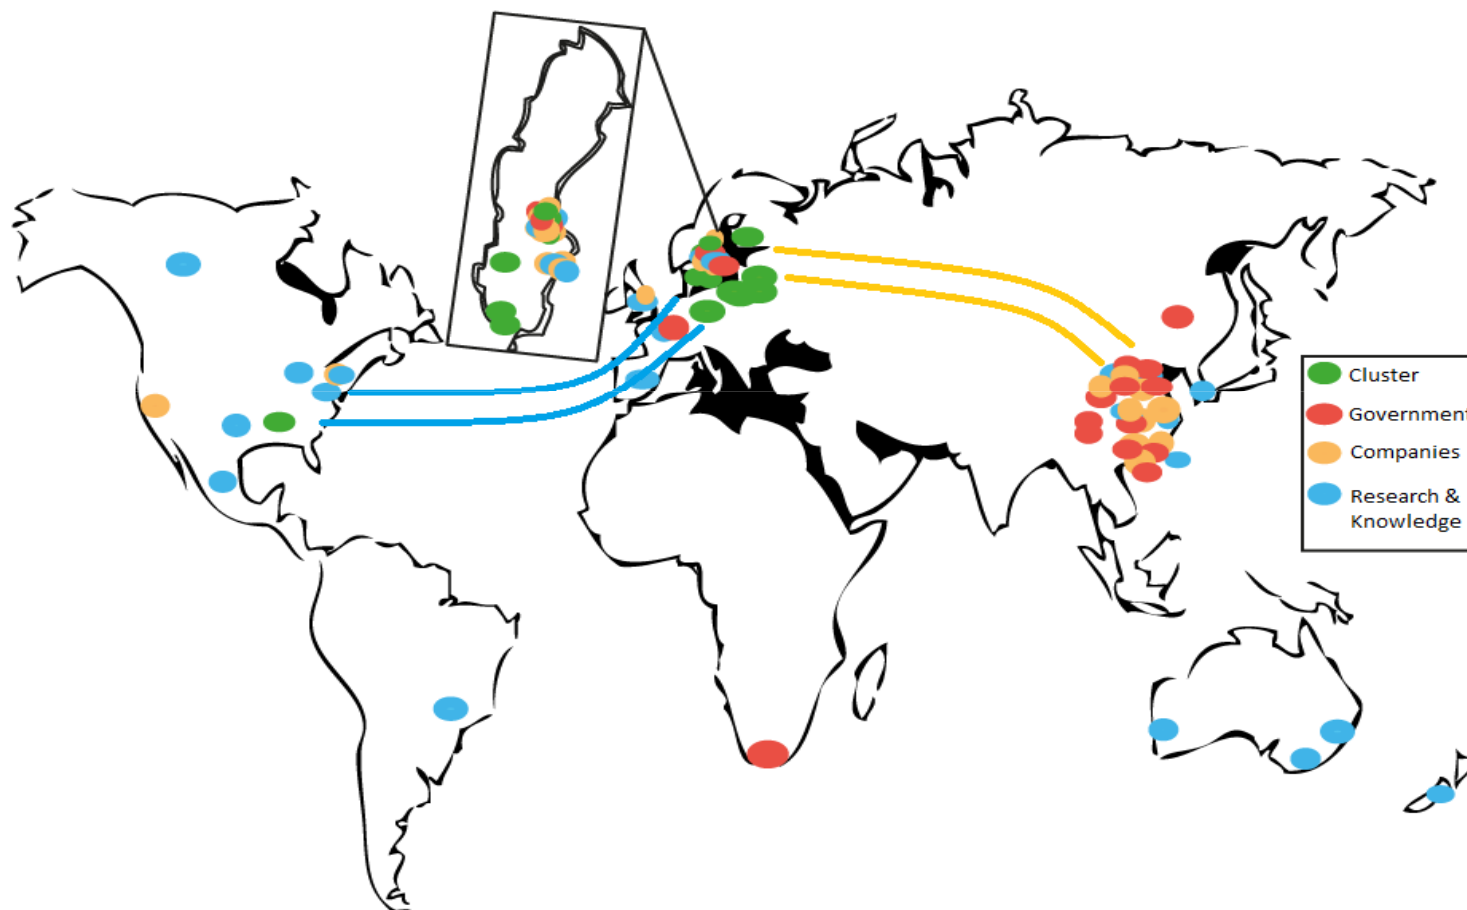 Cluster
Government
Companies
Research &
Knowledge